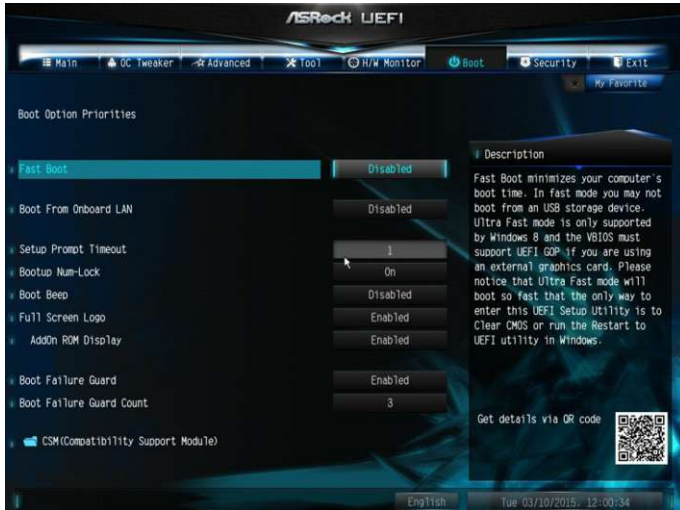 ASRock UEFI
Main OC Tweaker Advanced Tool H/W Monitor Boot Security Exit
My Favorite
Boot Option Priorities
Fast Boot Disabled
Boot From Onboard LAN Disabled
Setup Prompt Timeout 1
Bootup Num-Lock On
Boot Beep Disabled
Full Screen Logo Enabled
AddOn ROM Display Enabled
Boot Failure Guard Enabled
Boot Failure Guard Count 3
CSM(Compatibility Support Module)
Description
Fast Boot minimizes your computer's
boot time. In fast mode you may not
boot from an USB storage device.
Ultra Fast mode is only supported
by Windows 8 and the VBIOS must
support UEFI GOP if you are using
an external graphics card. Please
notice that Ultra Fast mode will
boot so fast that the only way to
enter this UEFI Setup Utility is to
Clear CMOS or run the Restart to
UEFI utility in Windows.
Get details via QR code
English Tue 03/10/2015. 12:00:34